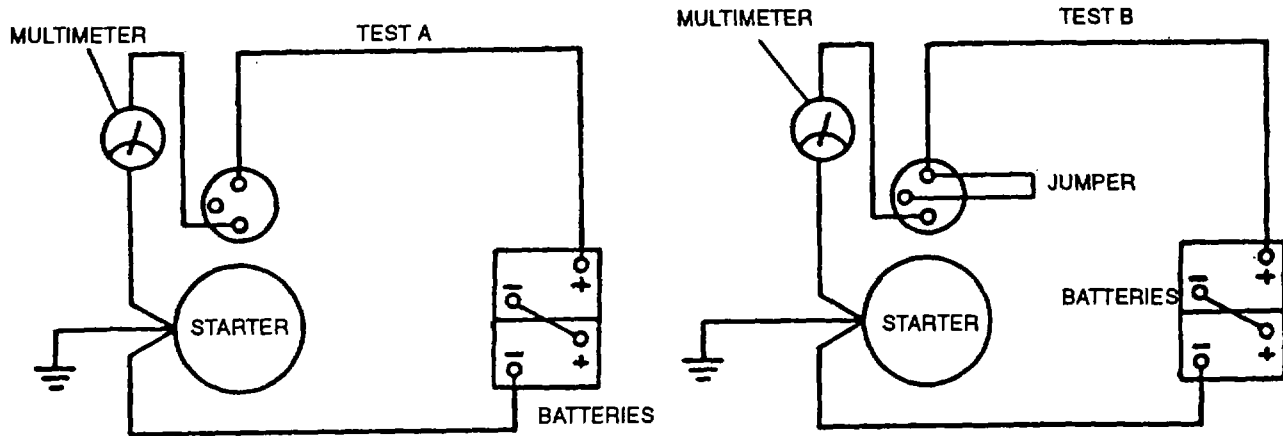 MULTIMETER
TEST A
STARTER
− +
− +
BATTERIES
MULTIMETER
TEST B
JUMPER
BATTERIES
STARTER
− +
− +